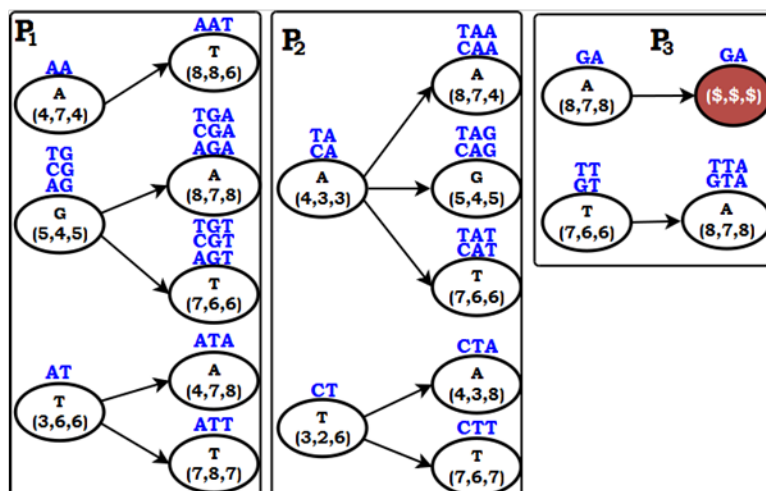 P1
AA
A
(4,7,4)
AAT
T
(8,8,6)
TG
CG
AG
G
(5,4,5)
TGA
CGA
AGA
A
(8,7,8)
TGT
CGT
AGT
T
(7,6,6)
AT
T
(3,6,6)
ATA
A
(4,7,8)
ATT
T
(7,8,7)
P2
TA
CA
A
(4,3,3)
TAA
CAA
A
(8,7,4)
TAG
CAG
G
(5,4,5)
TAT
CAT
T
(7,6,6)
CT
T
(3,2,6)
CTA
A
(4,3,8)
CTT
T
(7,6,7)
P3
GA
A
(8,7,8)
GA
($,$,$)
TT
GT
T
(7,6,6)
TTA
GTA
A
(8,7,8)